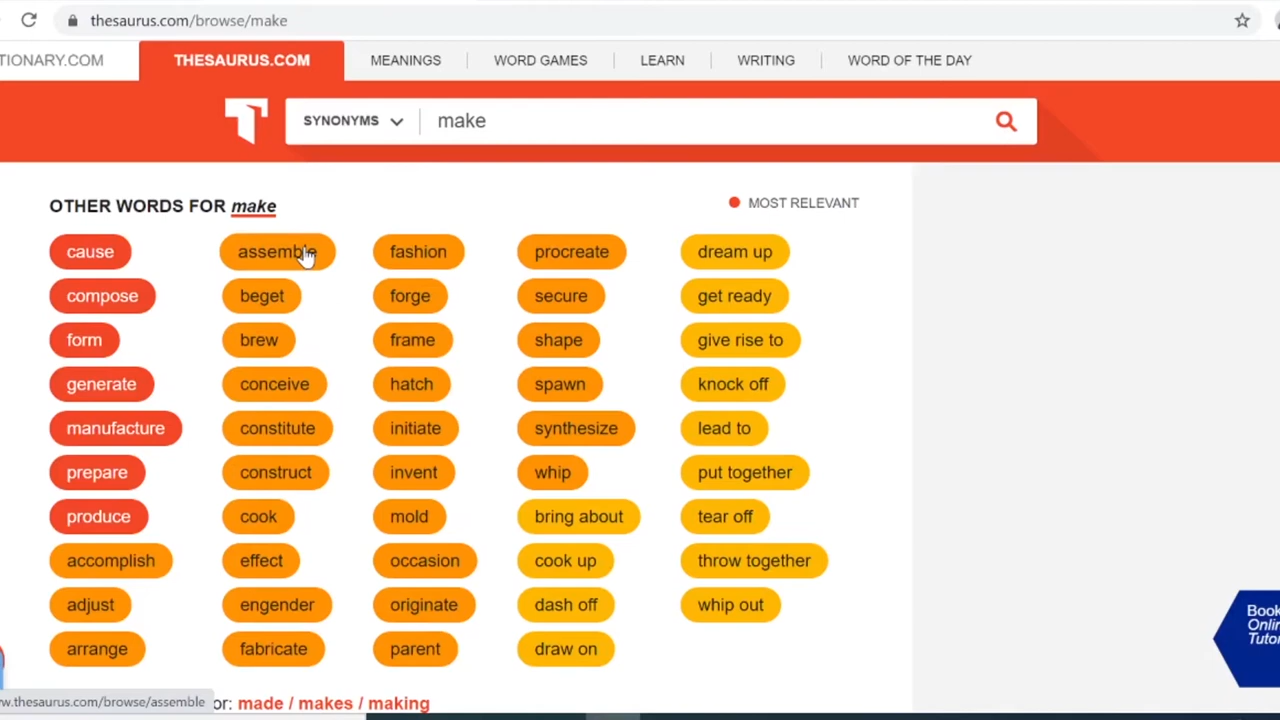 thesaurus.com/browse/make
TIONARY.COM
THESAURUS.COM
MEANINGS
WORD GAMES
LEARN
WRITING
WORD OF THE DAY
SYNONYMS
make
OTHER WORDS FOR make
MOST RELEVANT
cause
compose
form
generate
manufacture
prepare
produce
accomplish
adjust
arrange
assemble
beget
brew
conceive
constitute
construct
cook
effect
engender
fabricate
fashion
forge
frame
hatch
initiate
invent
mold
occasion
originate
parent
procreate
secure
shape
spawn
synthesize
whip
bring about
cook up
dash off
draw on
dream up
get ready
give rise to
knock off
lead to
put together
tear off
throw together
whip out
Book
Onlin
Tutor
w.thesaurus.com/browse/assemble
or: made / makes / making